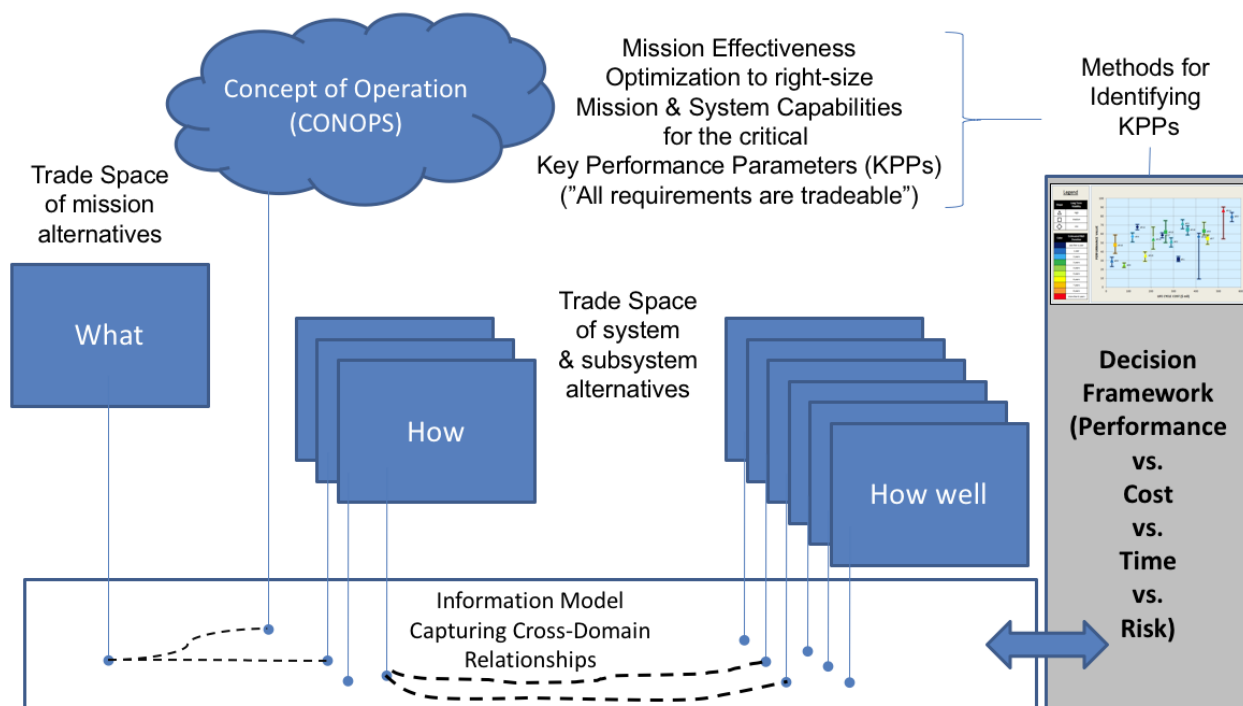 Concept of Operation
(CONOPS)
Mission Effectiveness
Optimization to right-size
Mission & System Capabilities
for the critical
Key Performance Parameters (KPPs)
(”All requirements are tradeable”)
Methods for
Identifying
KPPs
Trade Space
of mission
alternatives
What
How
Trade Space
of system
& subsystem
alternatives
How well
Legend
Decision
Framework
(Performance
vs.
Cost
vs.
Time
vs.
Risk)
Information Model
Capturing Cross-Domain
Relationships